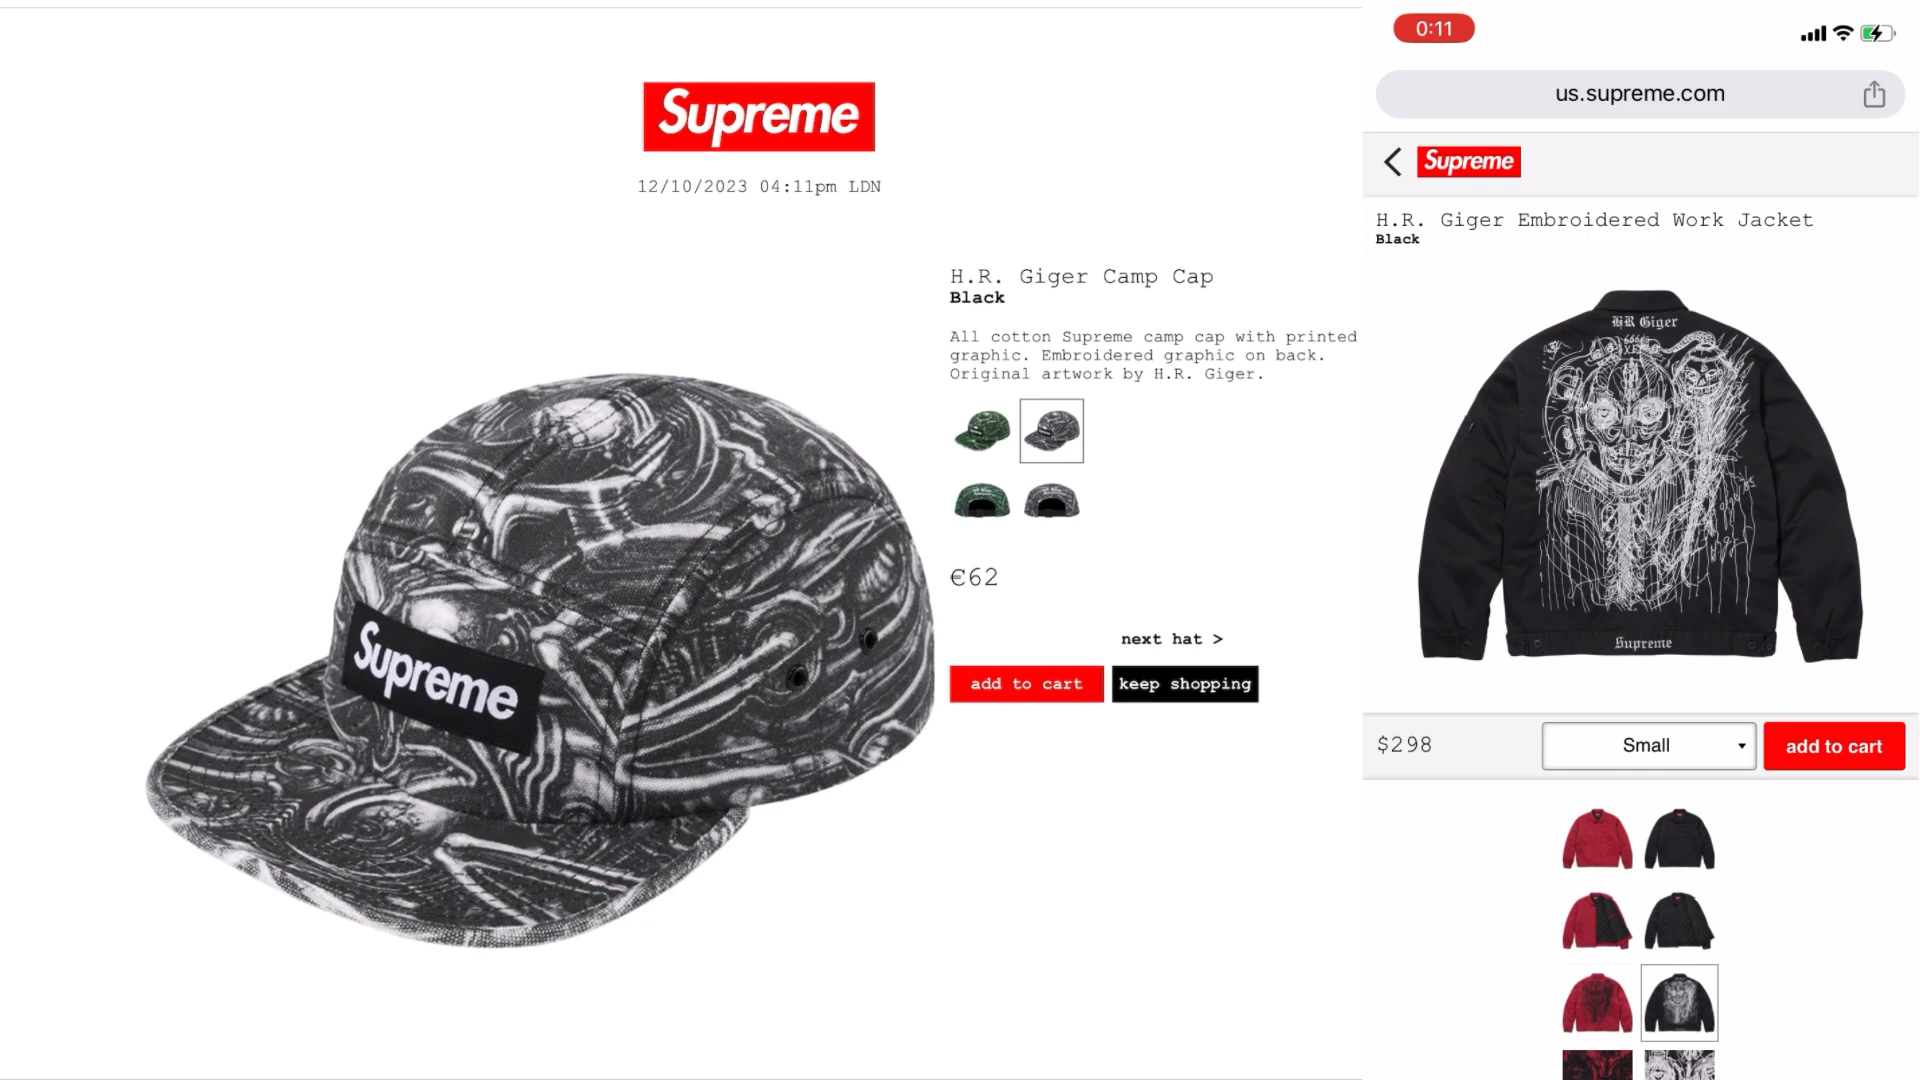 Supreme
12/10/2023 04:11pm LDN
H.R. Giger Camp Cap
Black
All cotton Supreme camp cap with printed
graphic. Embroidered graphic on back.
Original artwork by H.R. Giger.
€62
next hat >
add to cart
keep shopping
Supreme
0:11
us.supreme.com
Supreme
H.R. Giger Embroidered Work Jacket
Black
HR Giger
666
Supreme
$298
Small
add to cart